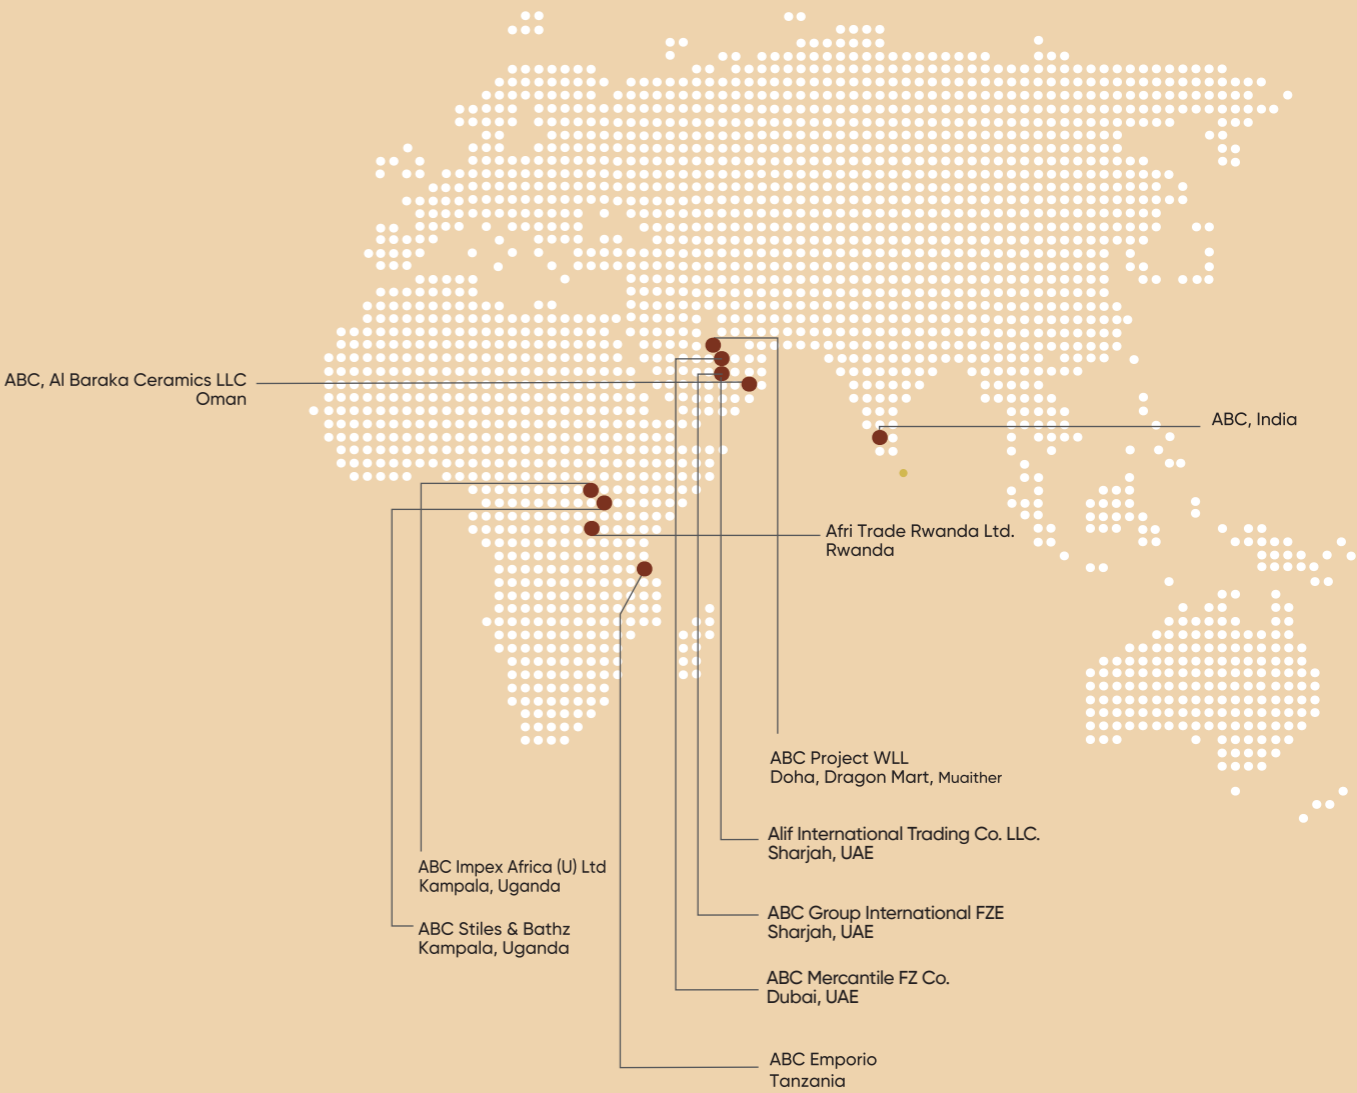 ABC, Al Baraka Ceramics LLC
Oman
ABC, India
Afri Trade Rwanda Ltd.
Rwanda
ABC Project WLL
Doha, Dragon Mart, Muaither
Alif International Trading Co. LLC.
Sharjah, UAE
ABC Impex Africa (U) Ltd
Kampala, Uganda
ABC Group International FZE
Sharjah, UAE
ABC Stiles & Bathz
Kampala, Uganda
ABC Mercantile FZ Co.
Dubai, UAE
ABC Emporio
Tanzania